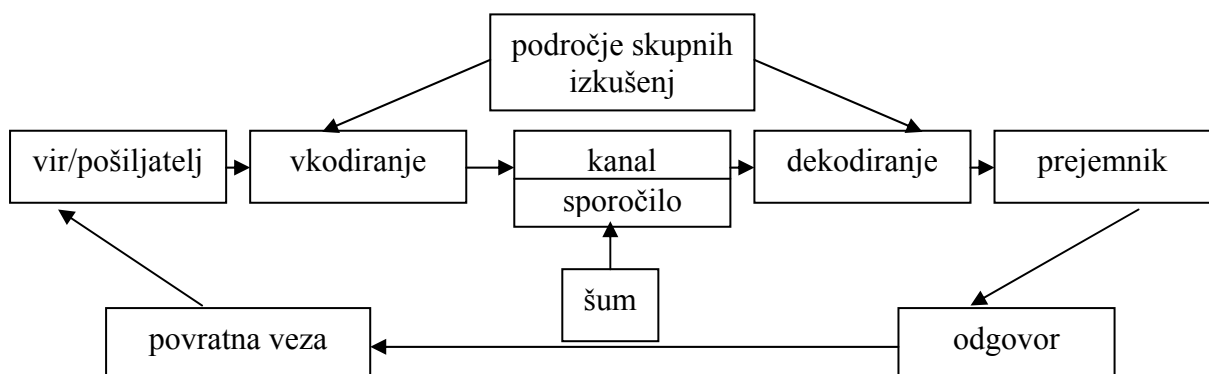 področje skupnih
izkušenj
vir/pošiljatelj
vkodiranje
kanal
sporočilo
dekodiranje
prejemnik
šum
povratna veza
odgovor